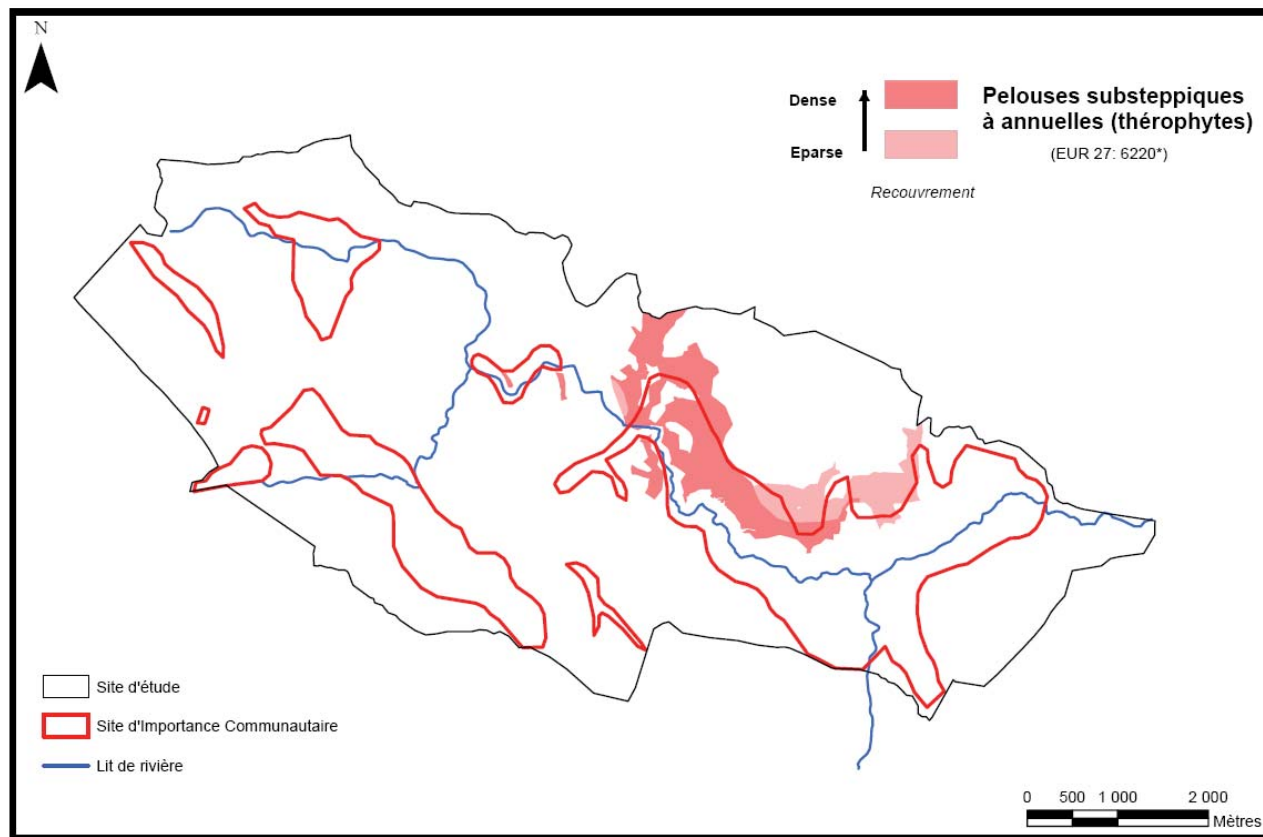 N
Dense
Eparse
Recouvrement
Pelouses substeppiques
à annuelles (thérophytes)
(EUR 27: 6220*)
Site d'étude
Site d'Importance Communautaire
Lit de rivière
0 500 1 000 2 000
Mètres